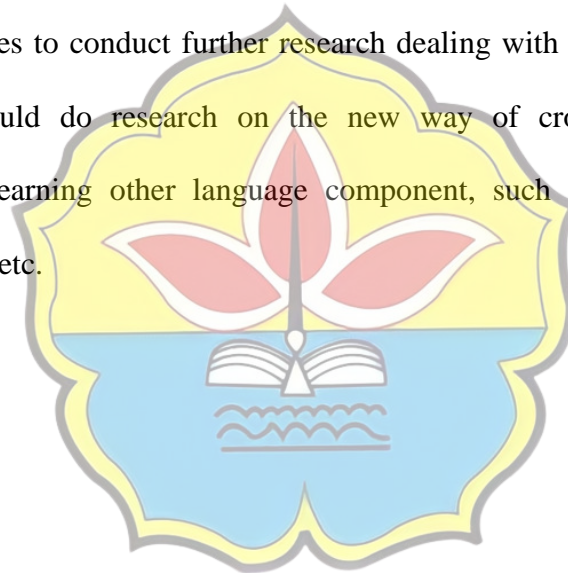 es to conduct further research dealing with
uld do research on the new way of cro
earning other language component, such
etc.